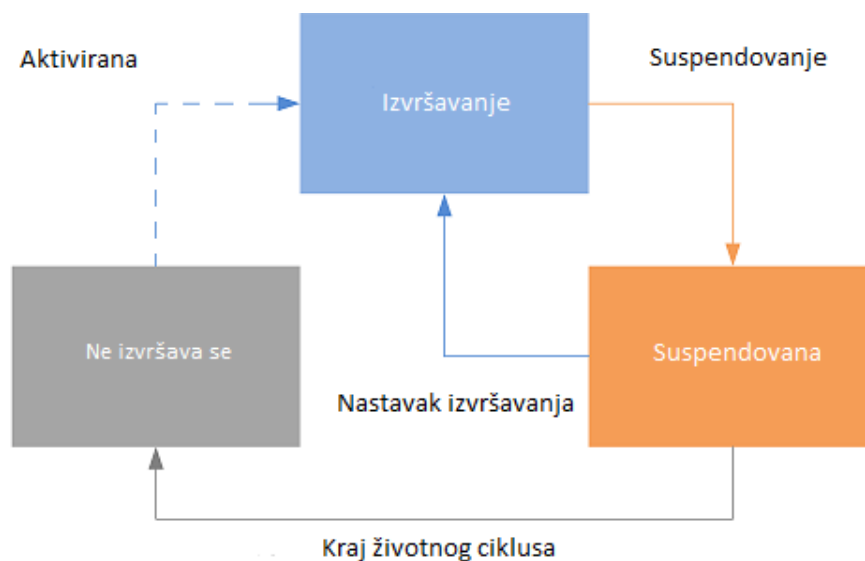 Aktivirana
Suspendovanje
Izvršavanje
Ne izvršava se
Suspendovana
Nastavak izvršavanja
Kraj životnog ciklusa